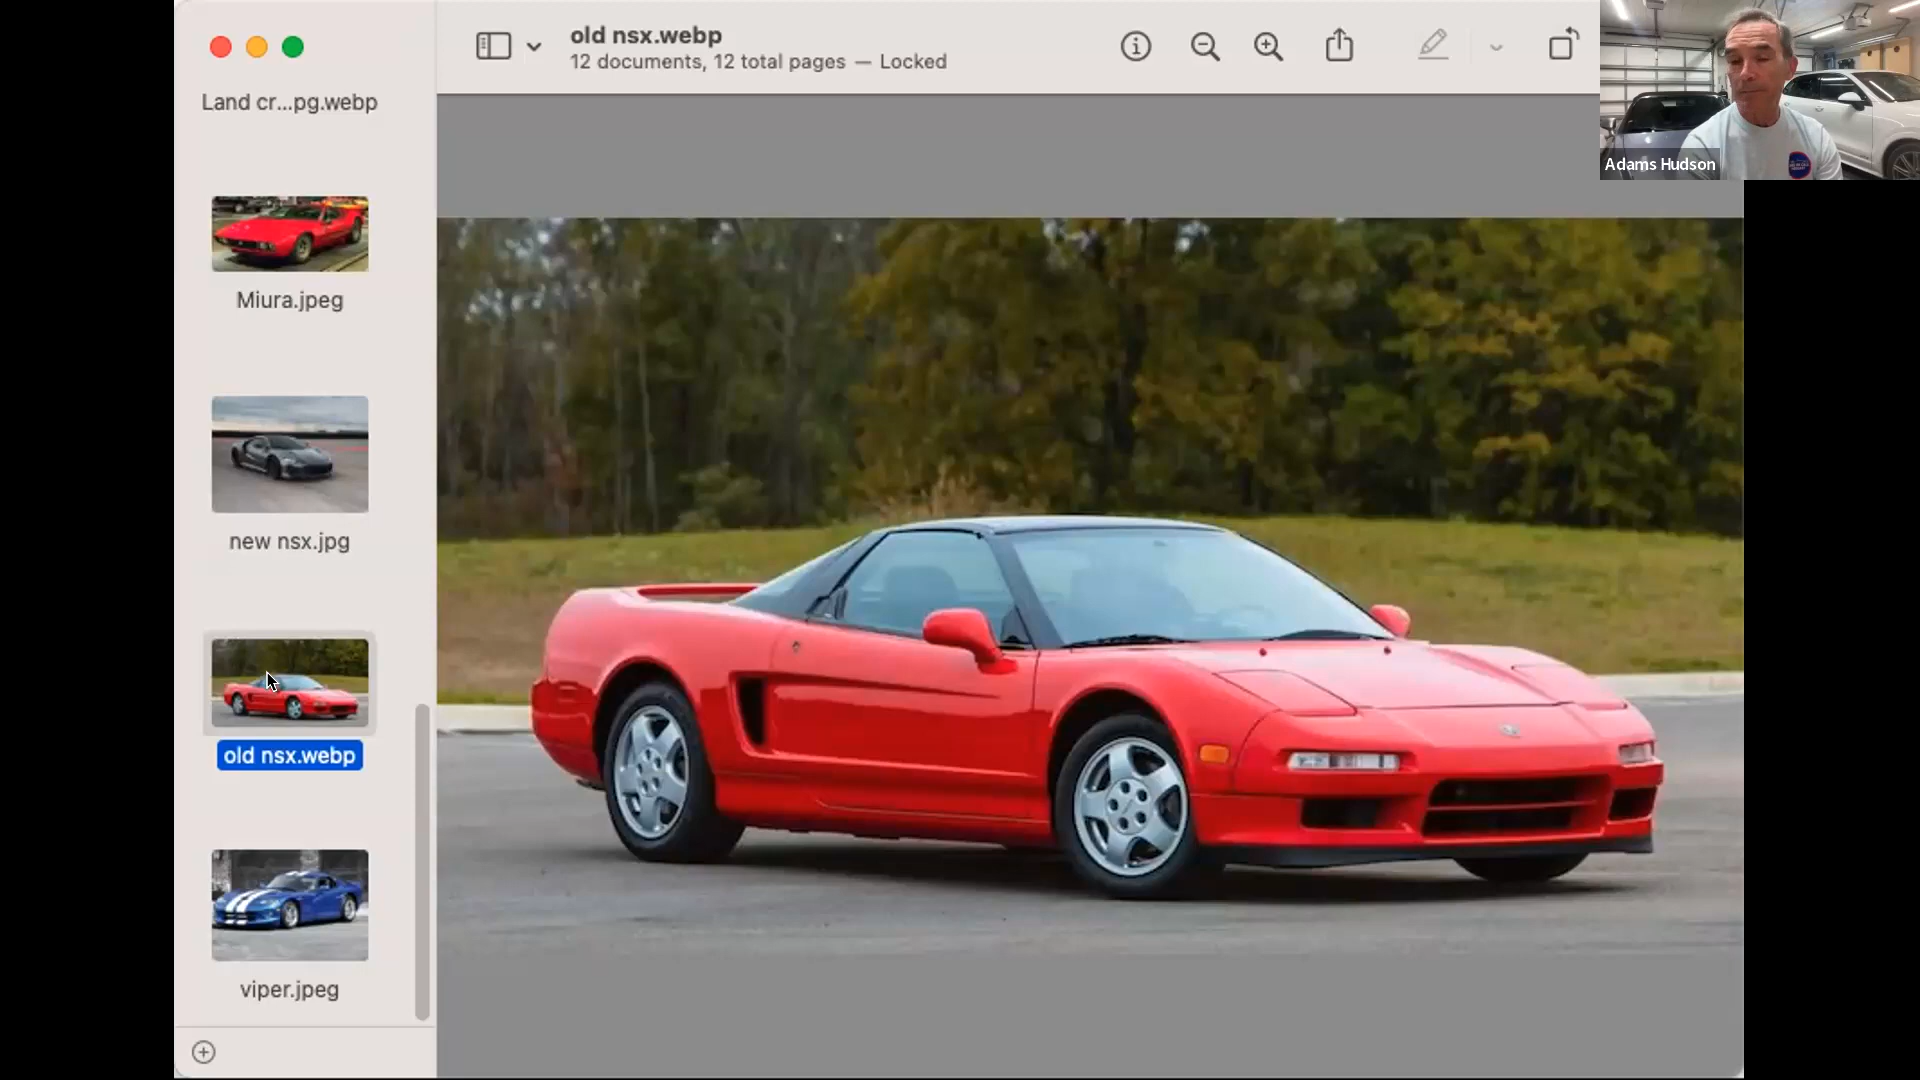 old nsx.webp
12 documents, 12 total pages — Locked
Land cr...pg.webp
Miura.jpeg
new nsx.jpg
old nsx.webp
viper.jpeg
Adams Hudson